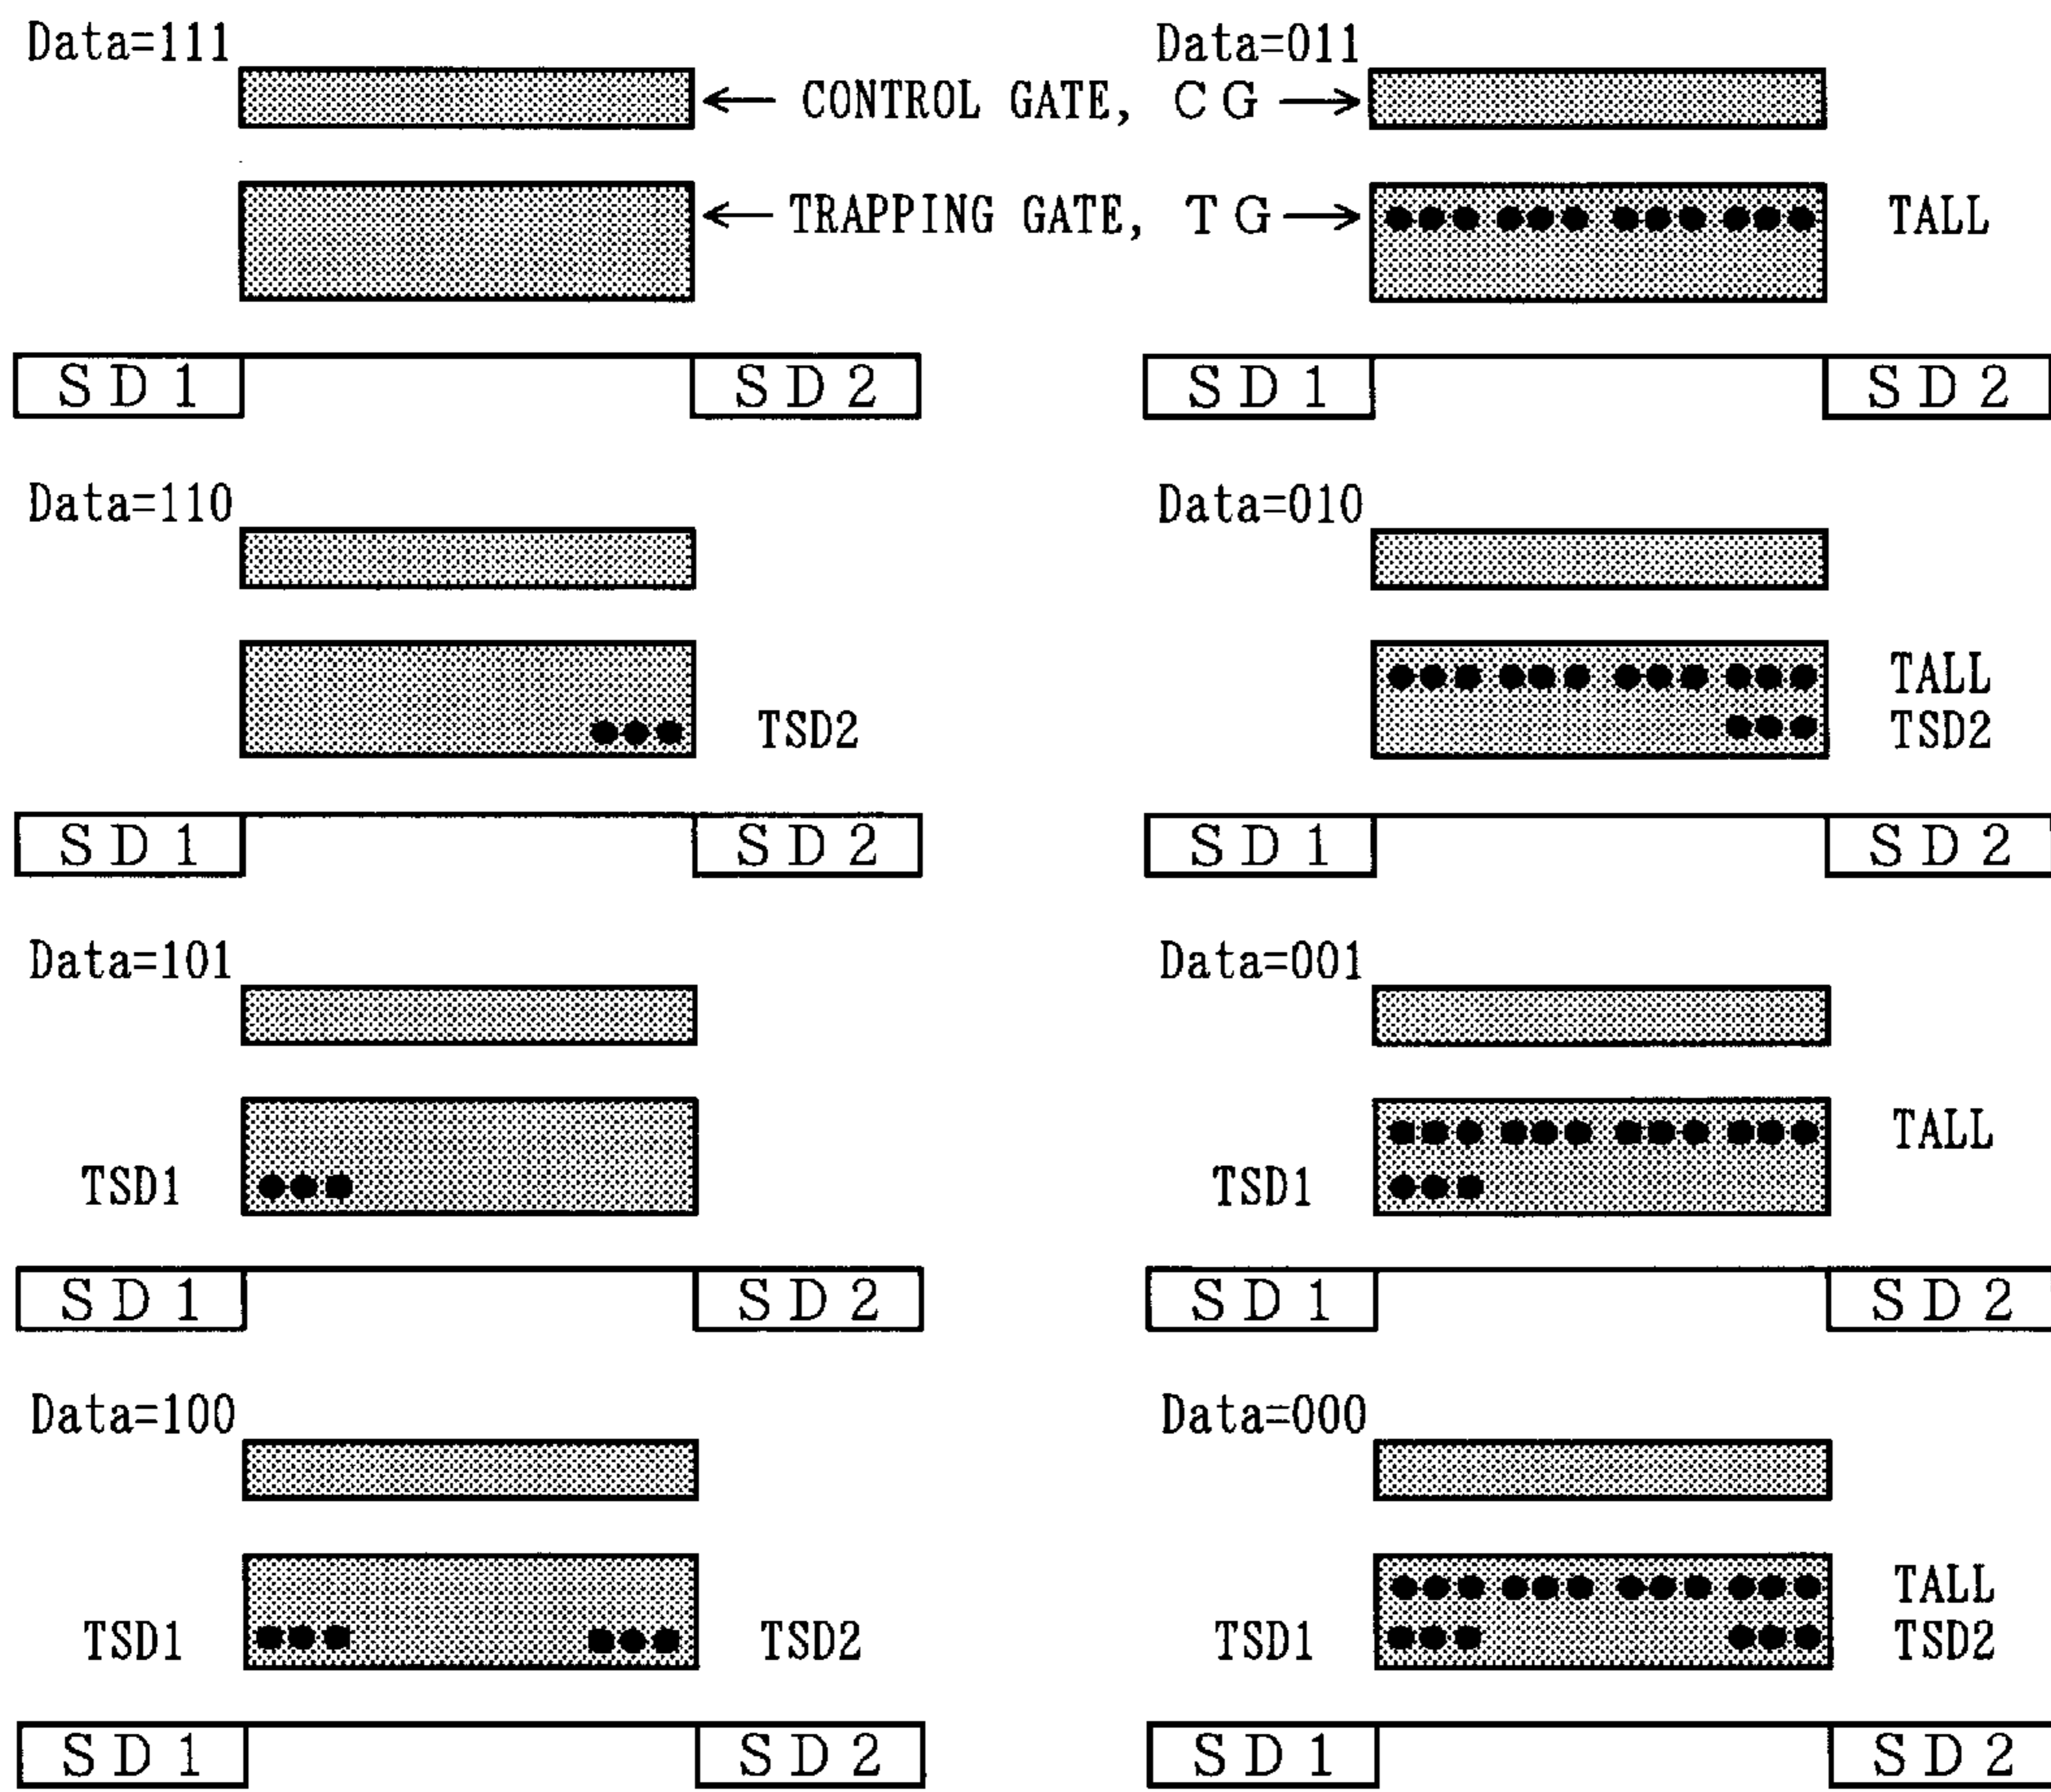 Data=111
Data=011
← CONTROL GATE, CG →
← TRAPPING GATE, TG →
TALL
SD1 SD2 SD1 SD2
Data=110
Data=010
TALL
TSD2
TSD2
SD1 SD2 SD1 SD2
Data=101
Data=001
TALL
TSD1
TSD1
SD1 SD2 SD1 SD2
Data=100
Data=000
TALL
TSD1 TSD2 TSD1 TSD2
SD1 SD2 SD1 SD2